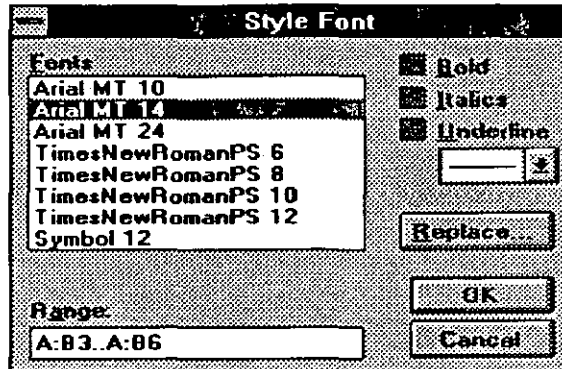 Style Font
Fonts
Arial MT 10
Arial MT 14
Arial MT 24
TimesNewRomanPS 6
TimesNewRomanPS 8
TimesNewRomanPS 10
TimesNewRomanPS 12
Symbol 12
Bold
Italics
Underline
Replace...
Range:
A:B3..A:B6
OK
Cancel